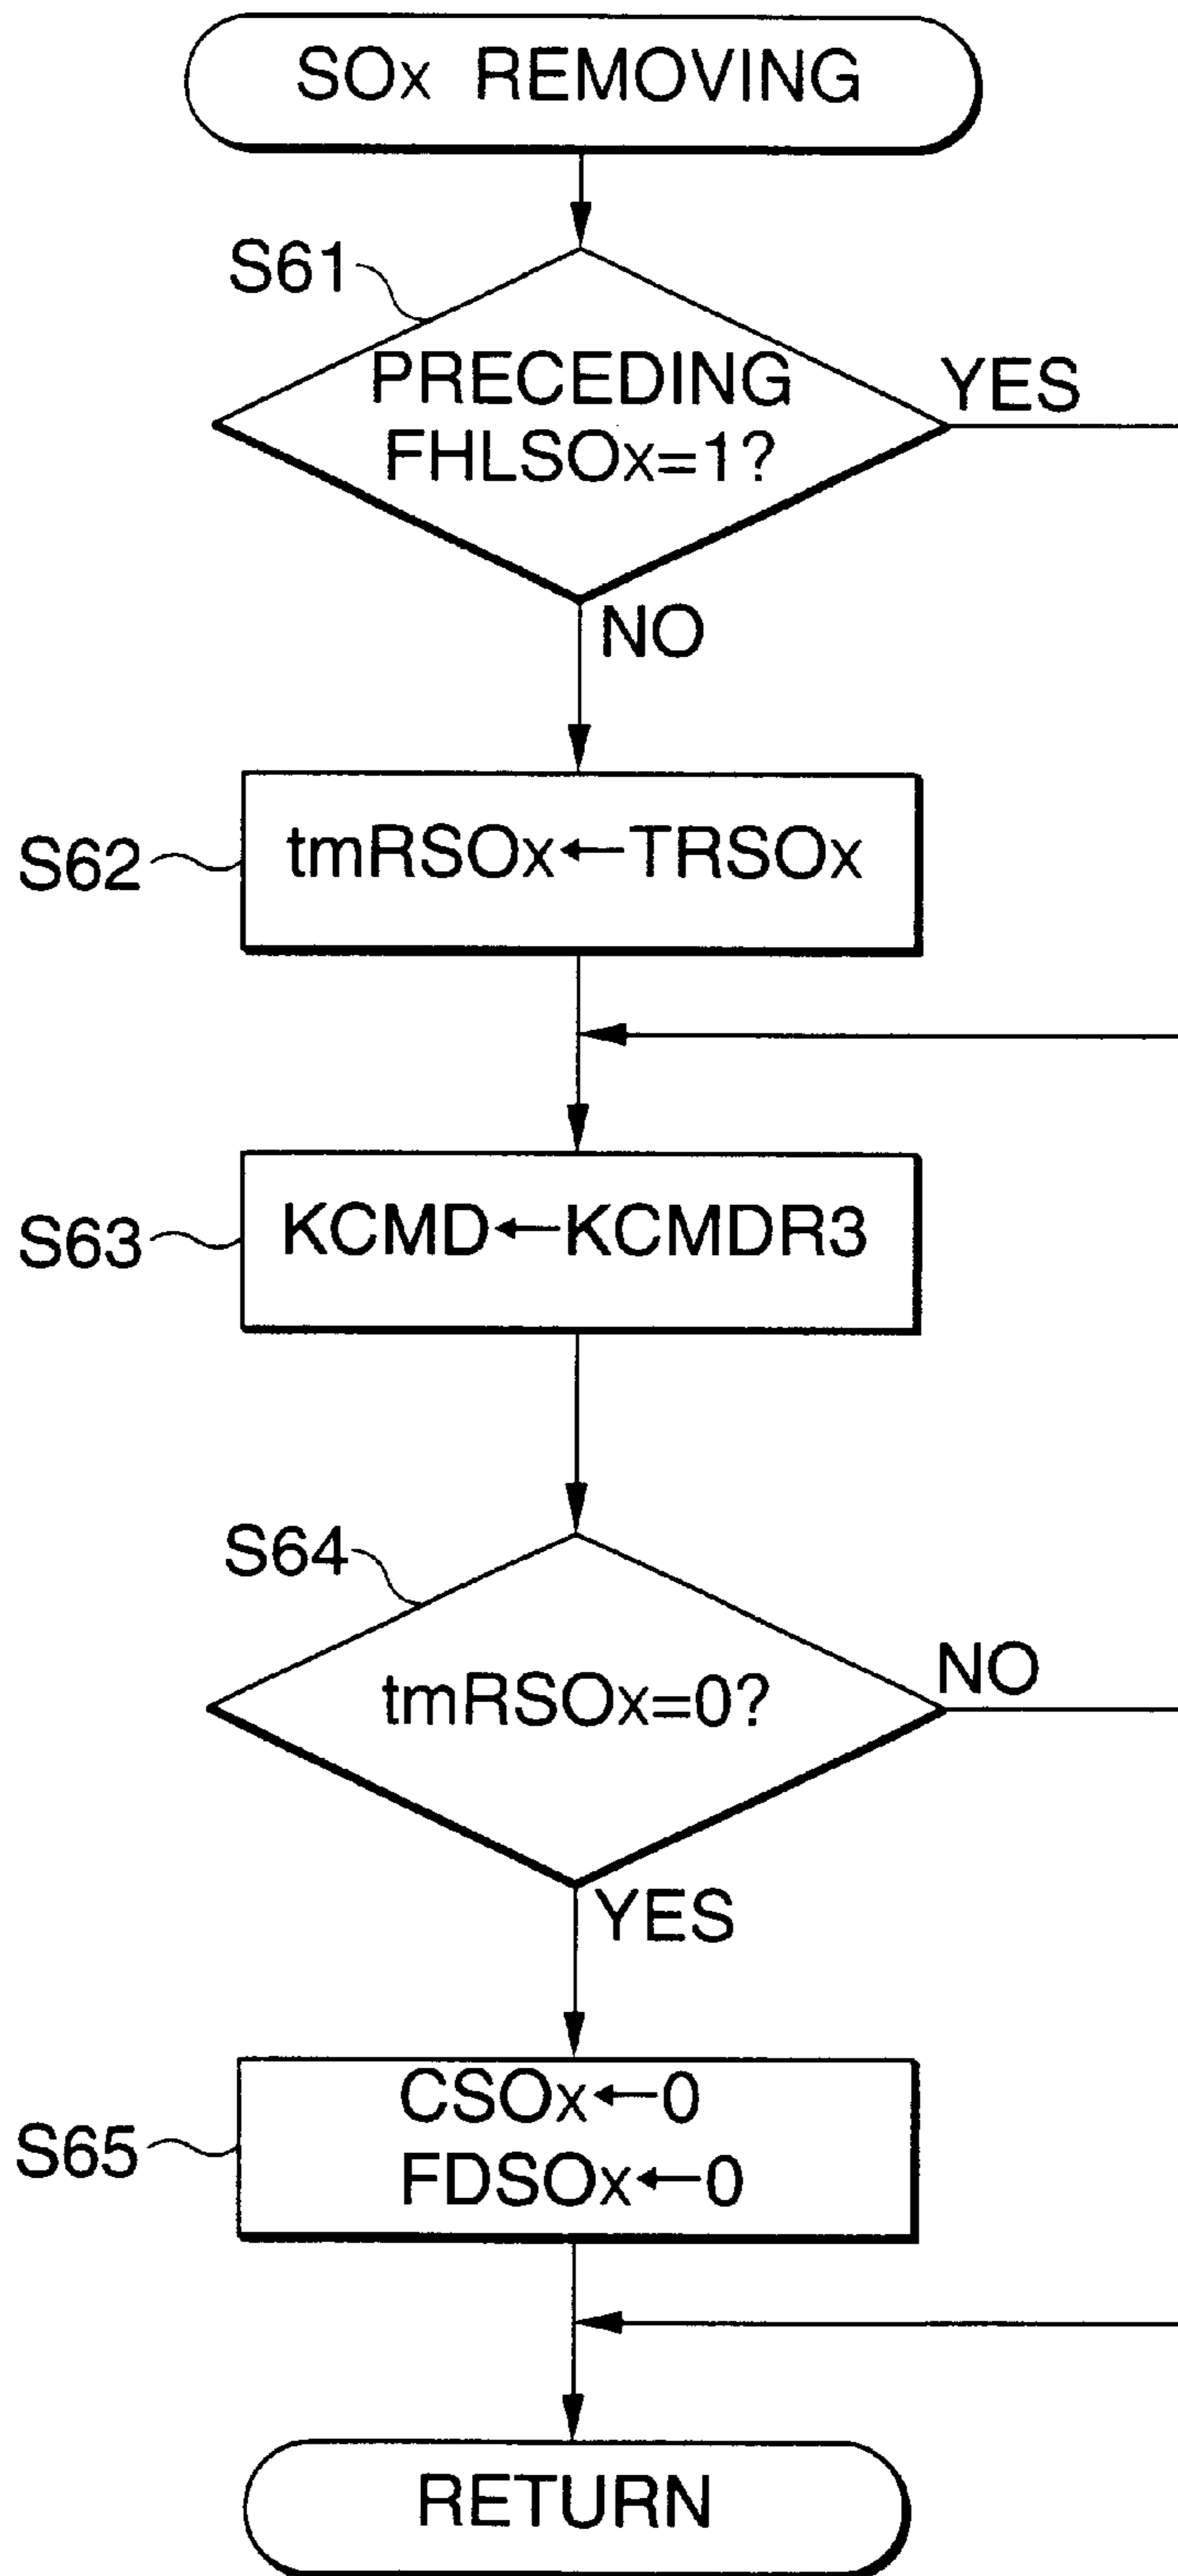 SOx REMOVING
S61
PRECEDING
FHLSOx=1?
YES
NO
S62
tmRSOx←TRSOx
S63
KCMD←KCMDR3
S64
tmRSOx=0?
NO
YES
S65
CSOx←0
FDSOx←0
RETURN